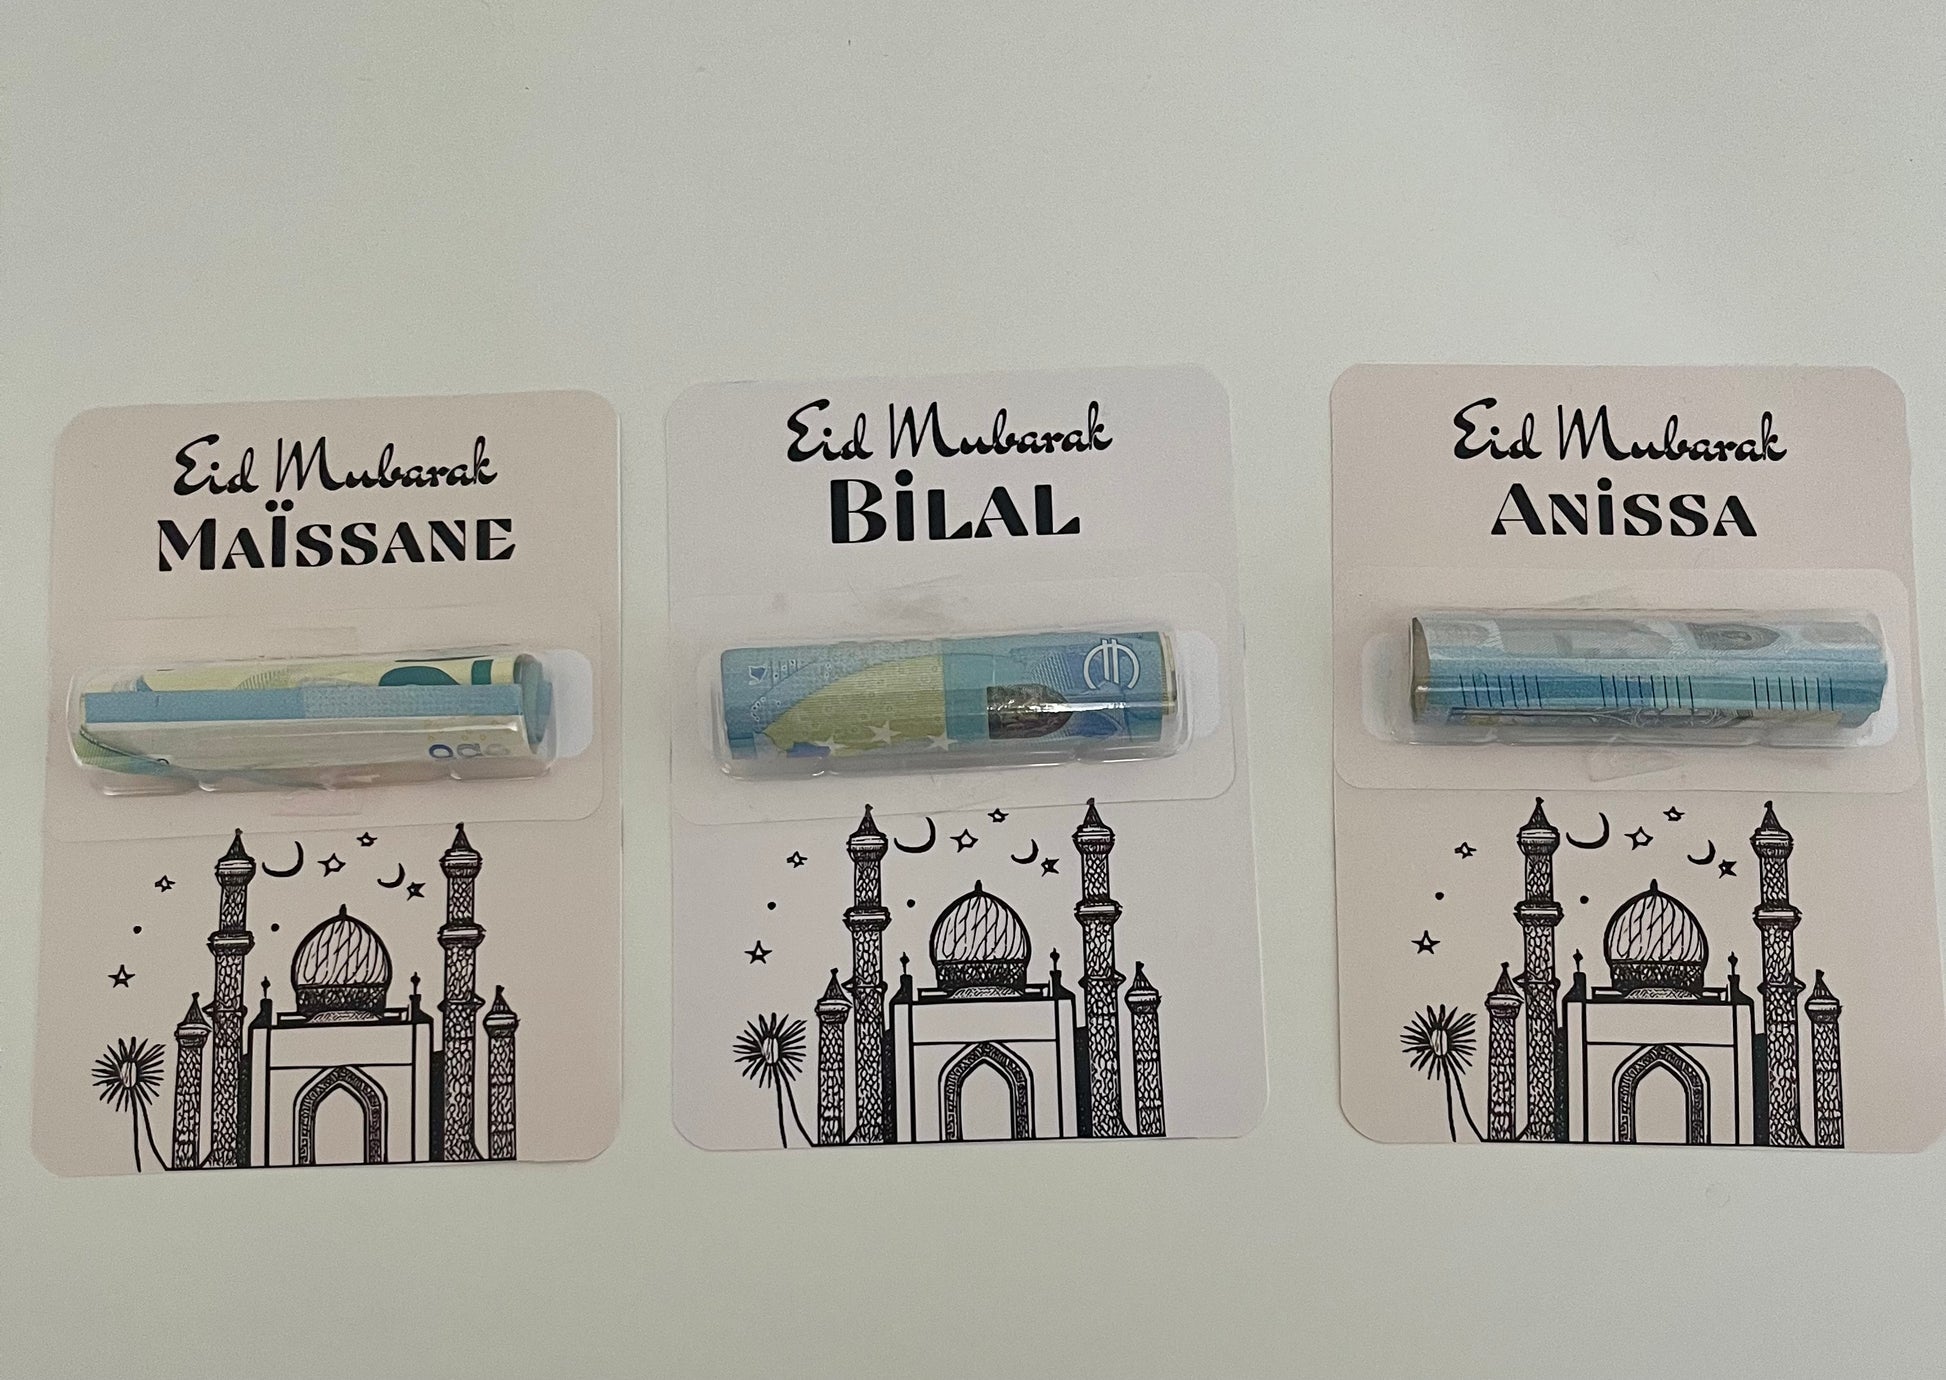 Eid Mubarak
MAÏSSANE
Eid Mubarak
BiLAL
Eid Mubarak
ANiSSA